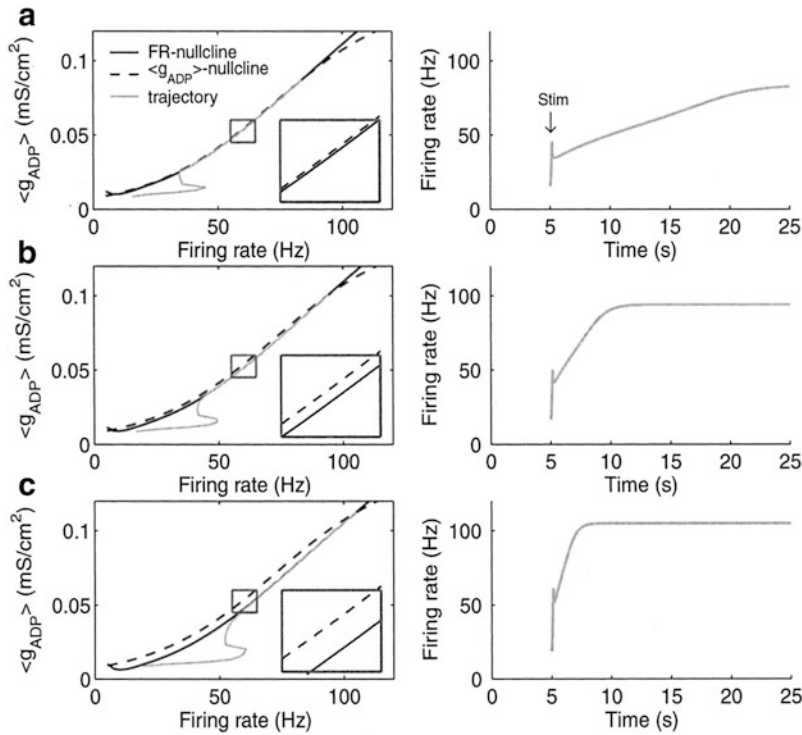 a
<g_ADP> (mS/cm²)
0.1
0.05
0
FR-nullcline
<g_ADP>-nullcline
trajectory
0 50 100
Firing rate (Hz)
Firing rate (Hz)
100
50
0
Stim
0 5 10 15 20 25
Time (s)
b
<g_ADP> (mS/cm²)
0.1
0.05
0
0 50 100
Firing rate (Hz)
Firing rate (Hz)
100
50
0
0 5 10 15 20 25
Time (s)
c
<g_ADP> (mS/cm²)
0.1
0.05
0
0 50 100
Firing rate (Hz)
Firing rate (Hz)
100
50
0
0 5 10 15 20 25
Time (s)